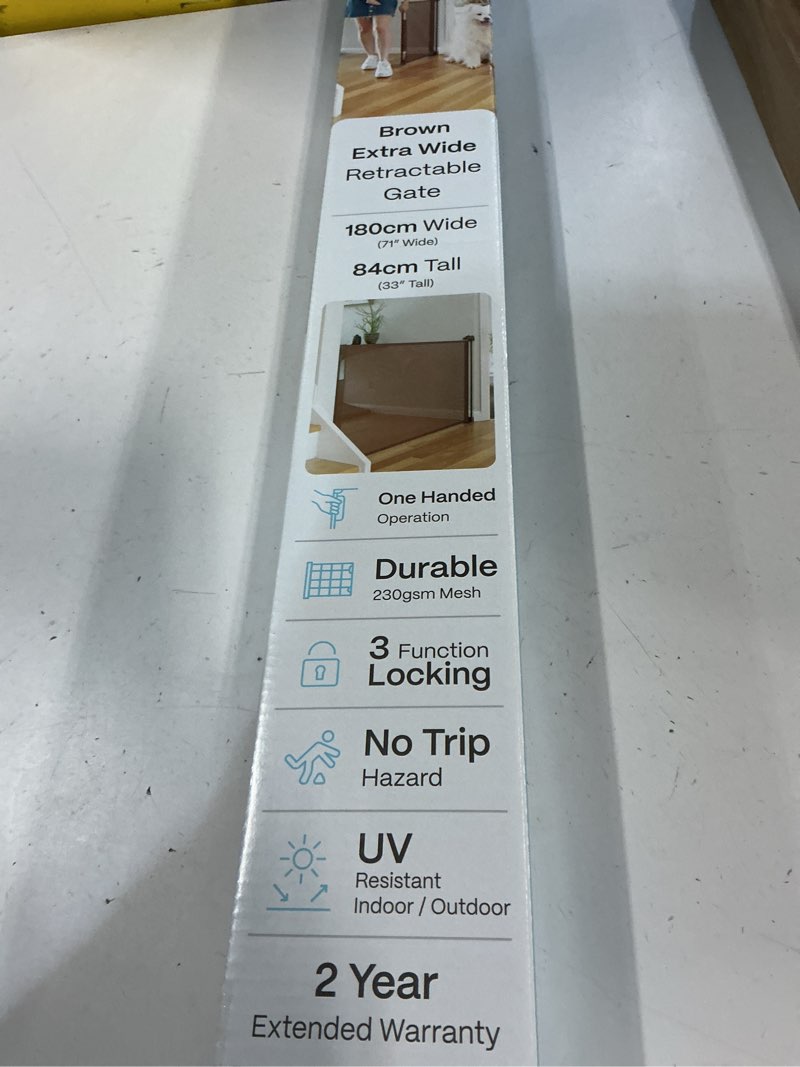 Brown
Extra Wide
Retractable
Gate
180cm Wide
(71" Wide)
84cm Tall
(33" Tall)
One Handed
Operation
Durable
230gsm Mesh
3 Function
Locking
No Trip
Hazard
UV
Resistant
Indoor / Outdoor
2 Year
Extended Warranty